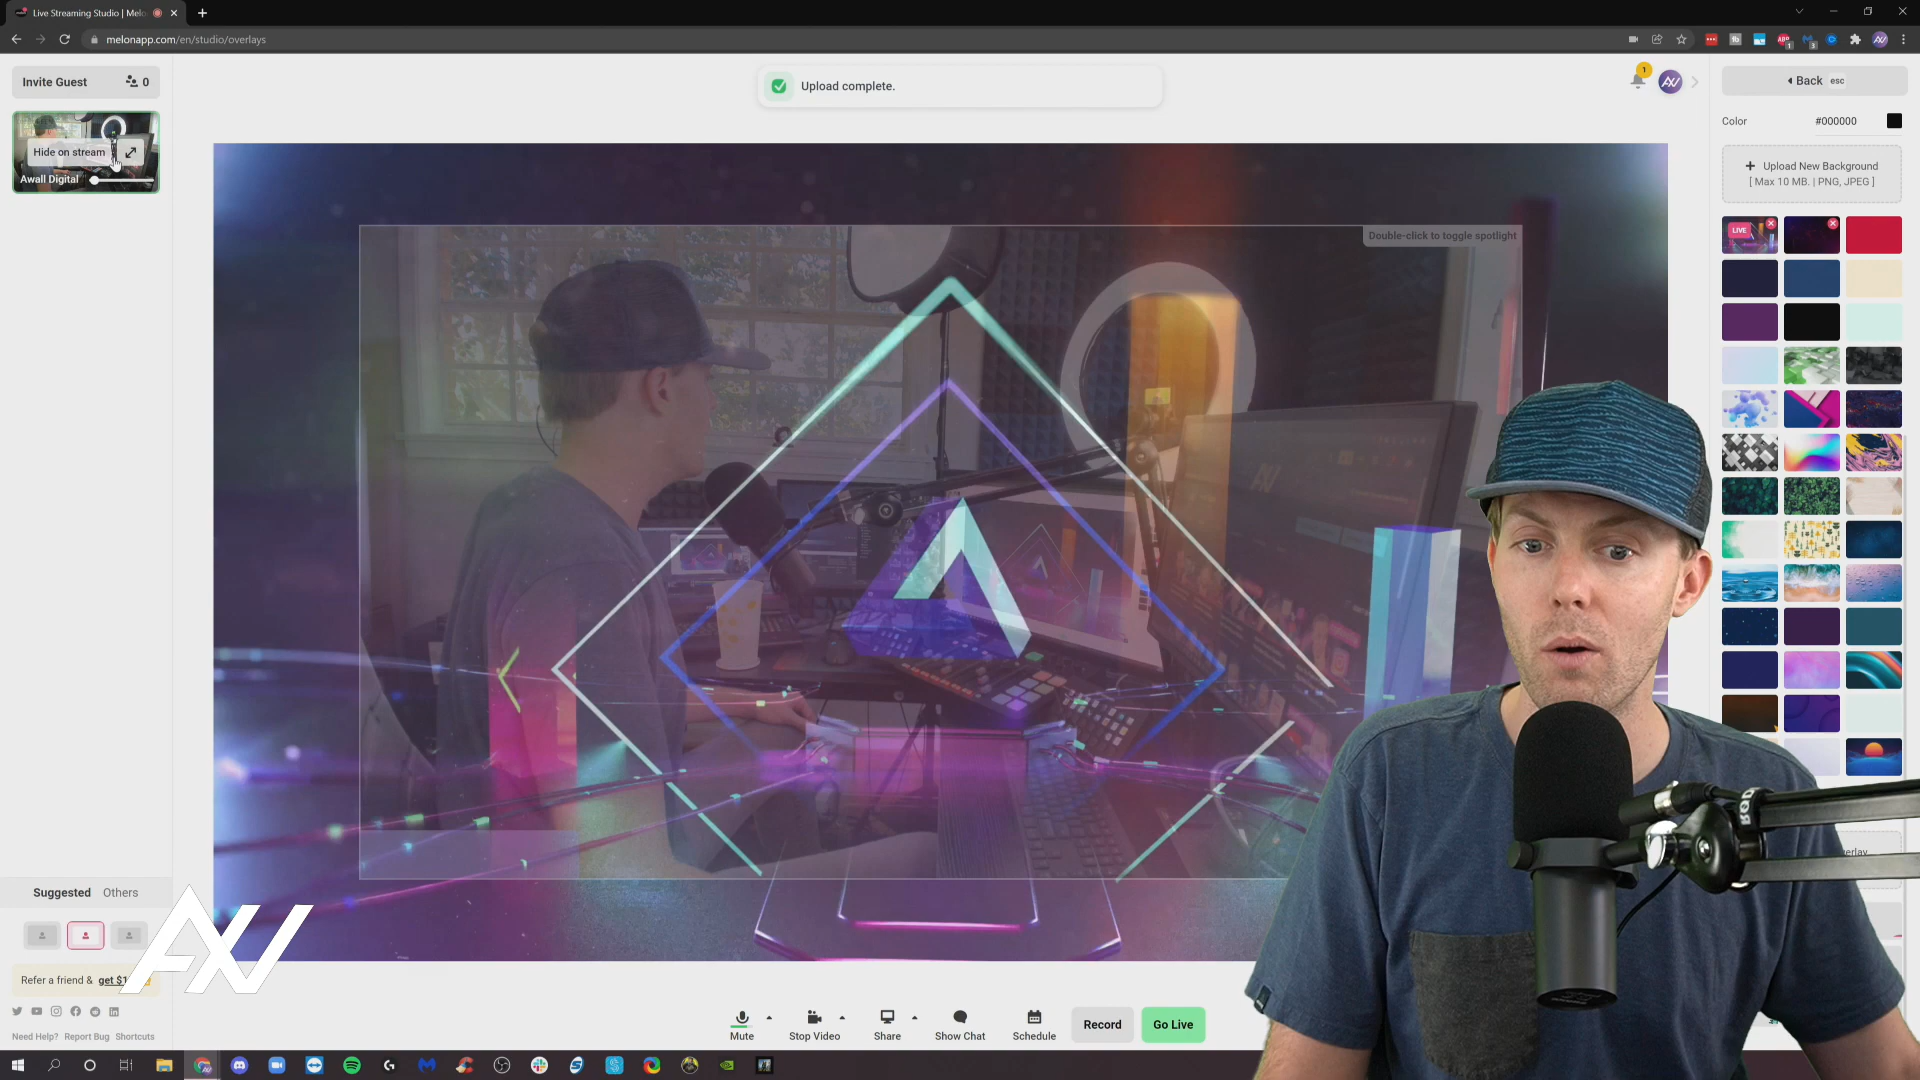 Live Streaming Studio | Melo
melonapp.com/en/studio/overlays
Invite Guest
0
Upload complete.
1
Back esc
Color
#000000
Hide on stream
Awall Digital
Upload New Background
[ Max 10 MB. | PNG, JPEG ]
LIVE
Double-click to toggle spotlight
Suggested
Others
Refer a friend & get $1
Need Help?
Report Bug
Shortcuts
Mute
Stop Video
Share
Show Chat
Schedule
Record
Go Live